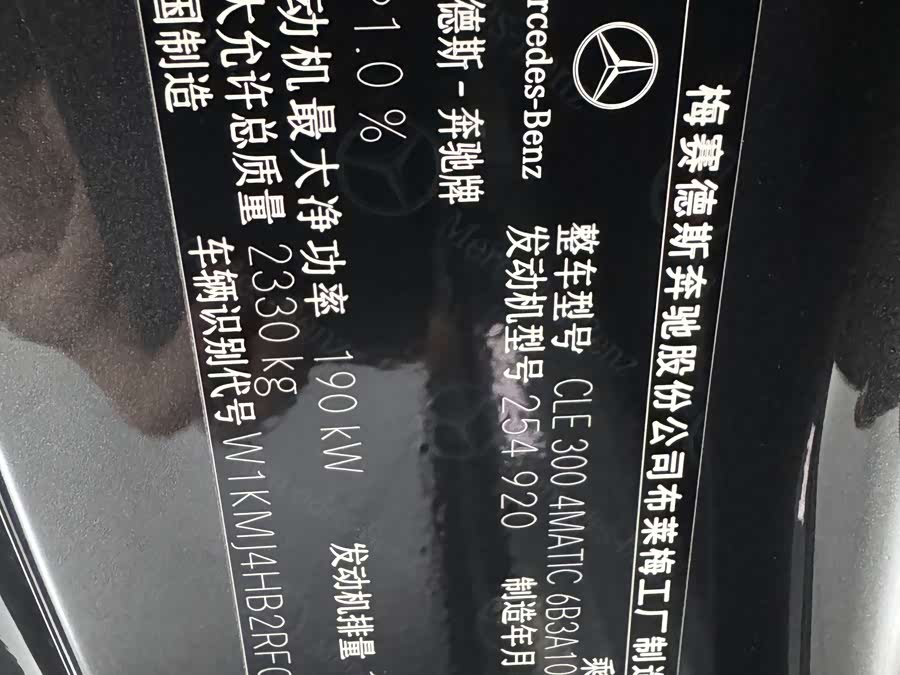 梅赛德斯奔驰股份公司布莱梅工厂制造
Mercedes-Benz
整车型号 CLE 300 4MATIC 6B3A10
乘
德斯-奔驰牌
发动机型号 254 920
制造年月
P1.0%
动机最大净功率 190 kW
发动机排量
大允许总质量 2330 kg
国制造
车辆识别代号 W1KMJ4HB2RF